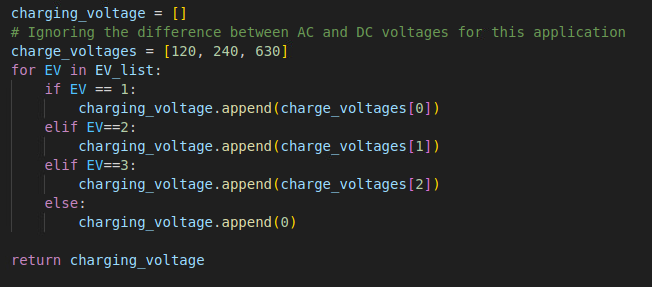 charging_voltage = []
# Ignoring the difference between AC and DC voltages for this application
charge_voltages = [120, 240, 630]
for EV in EV_list:
    if EV == 1:
        charging_voltage.append(charge_voltages[0])
    elif EV==2:
        charging_voltage.append(charge_voltages[1])
    elif EV==3:
        charging_voltage.append(charge_voltages[2])
    else:
        charging_voltage.append(0)

return charging_voltage